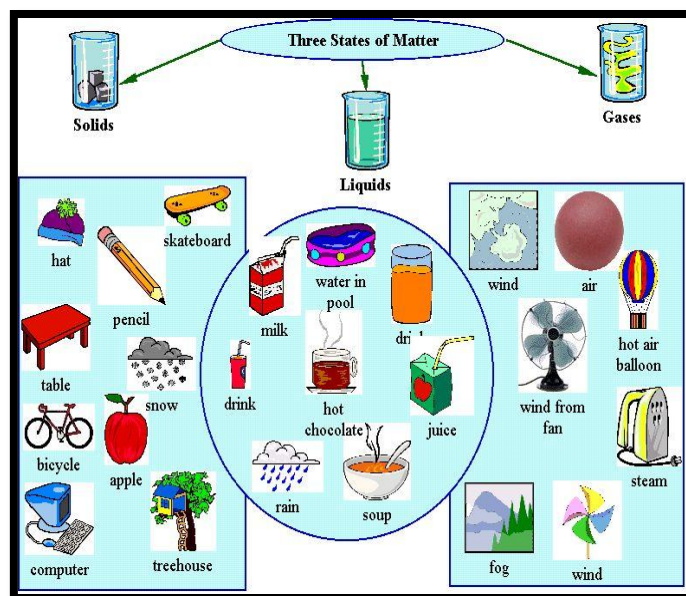 Three States of Matter
Solids
Liquids
Gases
hat
skateboard
pencil
table
snow
bicycle
apple
computer
treehouse
milk
water in
pool
drink
hot
chocolate
juice
rain
soup
wind
air
hot air
balloon
wind from
fan
steam
fog
wind